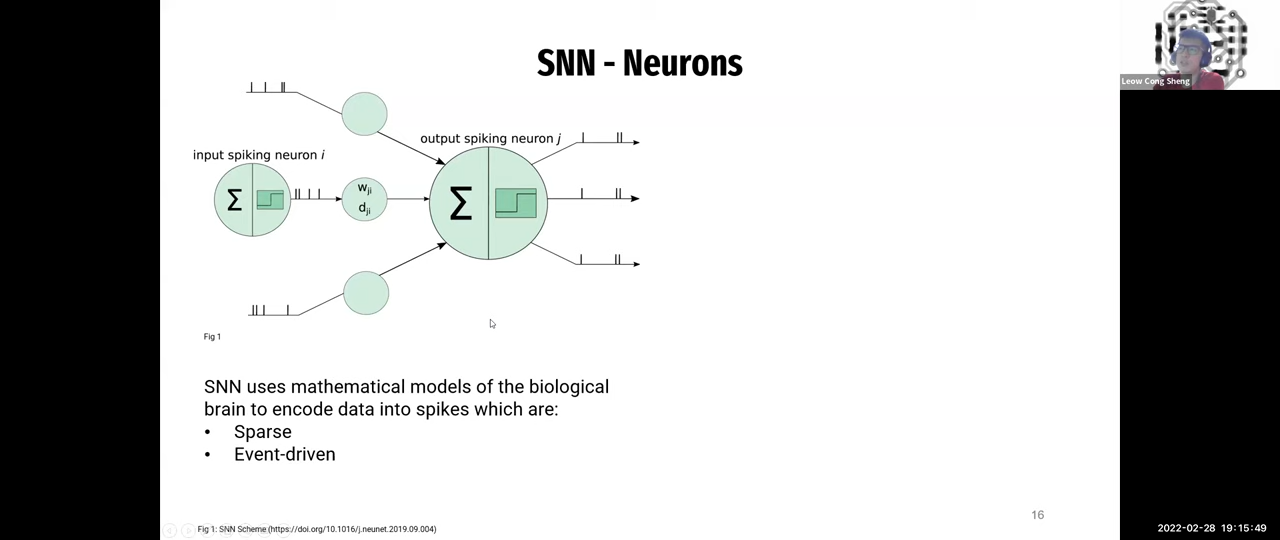 SNN - Neurons
Leow Cong Sheng
output spiking neuron j
input spiking neuron i
Σ
wji
dji
Σ
Fig 1
SNN uses mathematical models of the biological
brain to encode data into spikes which are:
• Sparse
• Event-driven
16
Fig 1: SNN Scheme (https://doi.org/10.1016/j.neunet.2019.09.004)
2022-02-28 19:15:49